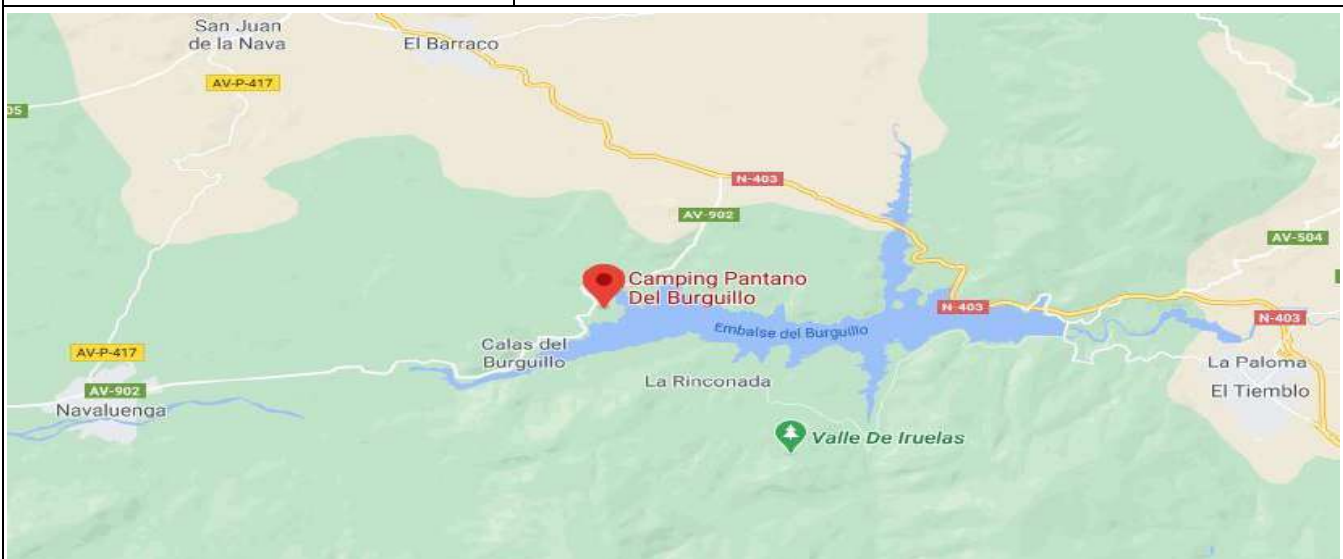 San Juan
de la Nava
El Barraco
AV-P-417
05
N-403
AV-902
AV-504
Camping Pantano
Del Burguillo
N-403
N-403
Embalse del Burguillo
Calas del
Burguillo
AV-P-417
La Paloma
La Rinconada
AV-902
El Tiemblo
Navaluenga
Valle De Iruelas